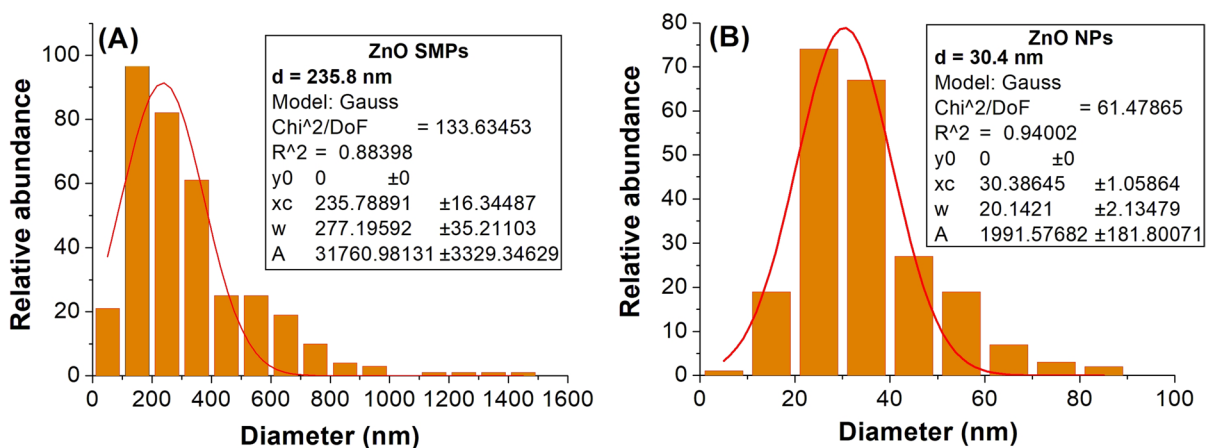 (A)
ZnO SMPs
d = 235.8 nm
Model: Gauss
Chi^2/DoF = 133.63453
R^2 = 0.88398
y0 0 ±0
xc 235.78891 ±16.34487
w 277.19592 ±35.21103
A 31760.98131 ±3329.34629
Relative abundance
100
80
60
40
20
0
0 200 400 600 800 1000 1200 1400 1600
Diameter (nm)
(B)
ZnO NPs
d = 30.4 nm
Model: Gauss
Chi^2/DoF = 61.47865
R^2 = 0.94002
y0 0 ±0
xc 30.38645 ±1.05864
w 20.1421 ±2.13479
A 1991.57682 ±181.80071
Relative abundance
80
70
60
50
40
30
20
10
0
0 20 40 60 80 100
Diameter (nm)